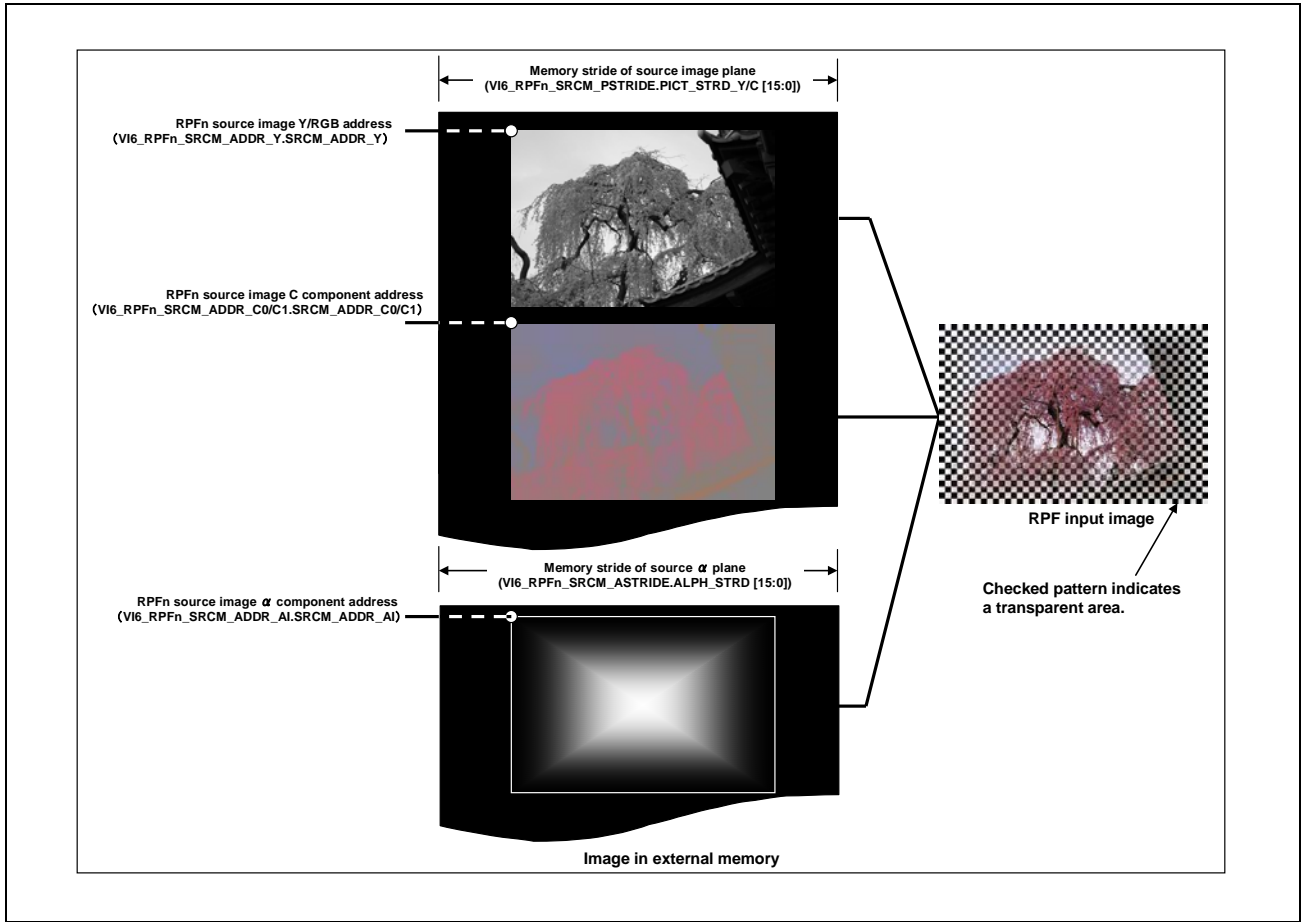 Memory stride of source image plane
(VI6_RPFn_SRCM_PSTRIDE.PICT_STRD_Y/C [15:0])
RPFn source image Y/RGB address
(VI6_RPFn_SRCM_ADDR_Y.SRCM_ADDR_Y)
RPFn source image C component address
(VI6_RPFn_SRCM_ADDR_C0/C1.SRCM_ADDR_C0/C1)
RPF input image
Checked pattern indicates
a transparent area.
Memory stride of source α plane
(VI6_RPFn_SRCM_ASTRIDE.ALPH_STRD [15:0])
RPFn source image α component address
(VI6_RPFn_SRCM_ADDR_AI.SRCM_ADDR_AI)
Image in external memory